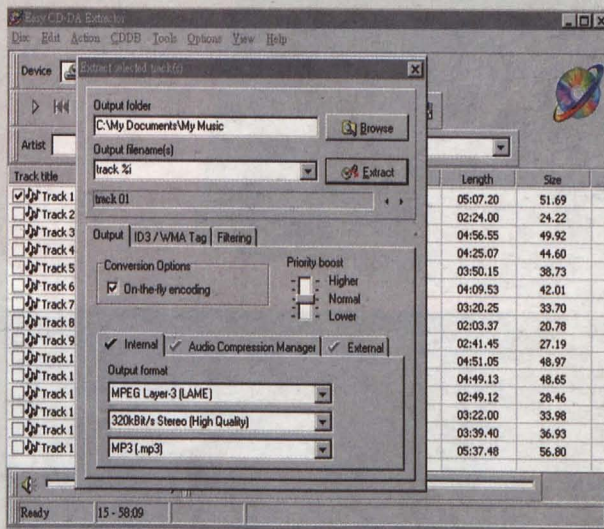 Easy CD-DA Extractor
Disc Edit Action CDDB Tools Options View Help
Device
Extract selected track(s)
Output folder
C:\My Documents\My Music
Browse
Output filename(s)
track %i
Extract
track 01
Artist
Track title Length Size
Track 1 05:07.20 51.69
Track 2 02:24.00 24.22
Track 3 04:56.55 49.92
Track 4 04:25.07 44.60
Track 5 03:50.15 38.73
Track 6 04:09.53 42.01
Track 7 03:20.25 33.70
Track 8 02:03.37 20.78
Track 9 02:41.45 27.19
Track 1 04:51.05 48.97
Track 1 04:49.13 48.65
Track 1 02:49.12 28.46
Track 1 03:22.00 33.98
Track 1 03:39.40 36.93
Track 1 05:37.48 56.80
Output ID3 / WMA Tag Filtering
Conversion Options
On-the-fly encoding
Priority boost
Higher
Normal
Lower
Internal Audio Compression Manager External
Output format
MPEG Layer-3 (LAME)
320kBit/s Stereo (High Quality)
MP3 (.mp3)
Ready 15 - 58:09